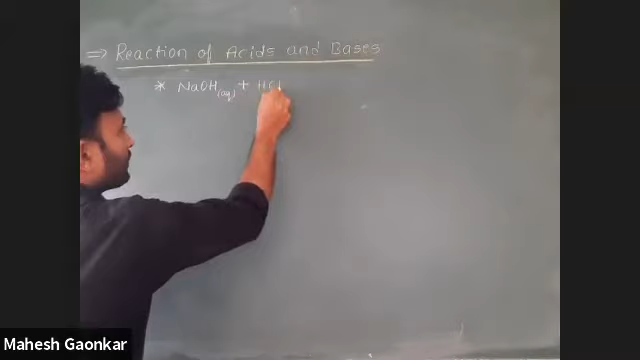 ⇒ Reaction of Acids and Bases
* NaOH(aq) + HCl
Mahesh Gaonkar